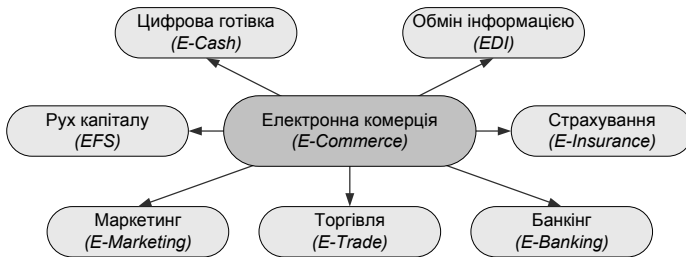 Цифрова готівка
(E-Cash)
Обмін інформацією
(EDI)
Рух капіталу
(EFS)
Електронна комерція
(E-Commerce)
Страхування
(E-Insurance)
Маркетинг
(E-Marketing)
Торгівля
(E-Trade)
Банкінг
(E-Banking)